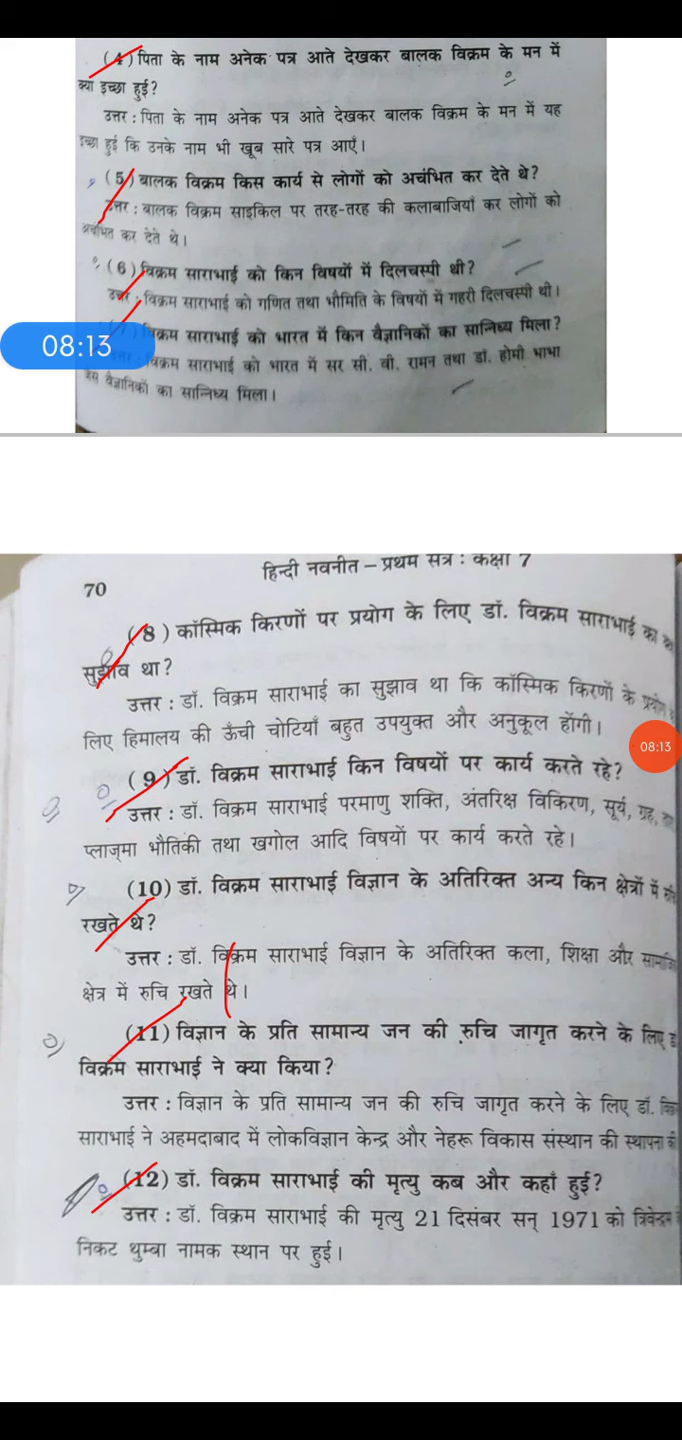 (4) पिता के नाम अनेक पत्र आते देखकर बालक विक्रम के मन में
क्या इच्छा हुई?
उत्तर : पिता के नाम अनेक पत्र आते देखकर बालक विक्रम के मन में यह
इच्छा हुई कि उनके नाम भी खूब सारे पत्र आएँ।
(5) बालक विक्रम किस कार्य से लोगों को अचंभित कर देते थे?
उत्तर : बालक विक्रम साइकिल पर तरह-तरह की कलाबाजियाँ कर लोगों को
अचंभित कर देते थे।
(6) विक्रम साराभाई को किन विषयों में दिलचस्पी थी?
उत्तर : विक्रम साराभाई को गणित तथा भौमिति के विषयों में गहरी दिलचस्पी थी।
विक्रम साराभाई को भारत में किन वैज्ञानिकों का सान्निध्य मिला?
08:13
उत्तर : विक्रम साराभाई को भारत में सर सी. वी. रामन तथा डॉ. होमी भाभा
वैज्ञानिकों का सान्निध्य मिला।
हिन्दी नवनीत – प्रथम सत्र : कक्षा 7
70
(8) कॉस्मिक किरणों पर प्रयोग के लिए डॉ. विक्रम साराभाई का
सुझाव था?
उत्तर : डॉ. विक्रम साराभाई का सुझाव था कि कॉस्मिक किरणों के प्रयोग
लिए हिमालय की ऊँची चोटियाँ बहुत उपयुक्त और अनुकूल होंगी।
08:13
(9) डॉ. विक्रम साराभाई किन विषयों पर कार्य करते रहे?
उत्तर : डॉ. विक्रम साराभाई परमाणु शक्ति, अंतरिक्ष विकिरण, सूर्य, ग्रह,
प्लाज़्मा भौतिकी तथा खगोल आदि विषयों पर कार्य करते रहे।
(10) डॉ. विक्रम साराभाई विज्ञान के अतिरिक्त अन्य किन क्षेत्रों में
रखते थे?
उत्तर : डॉ. विक्रम साराभाई विज्ञान के अतिरिक्त कला, शिक्षा और
क्षेत्र में रुचि रखते थे।
(11) विज्ञान के प्रति सामान्य जन की रुचि जागृत करने के लिए
विक्रम साराभाई ने क्या किया?
उत्तर : विज्ञान के प्रति सामान्य जन की रुचि जागृत करने के लिए डॉ.
साराभाई ने अहमदाबाद में लोकविज्ञान केन्द्र और नेहरू विकास संस्थान की स्थापना की
(12) डॉ. विक्रम साराभाई की मृत्यु कब और कहाँ हुई?
उत्तर : डॉ. विक्रम साराभाई की मृत्यु 21 दिसंबर सन् 1971 को त्रिवेन्द्रम
निकट थुम्बा नामक स्थान पर हुई।